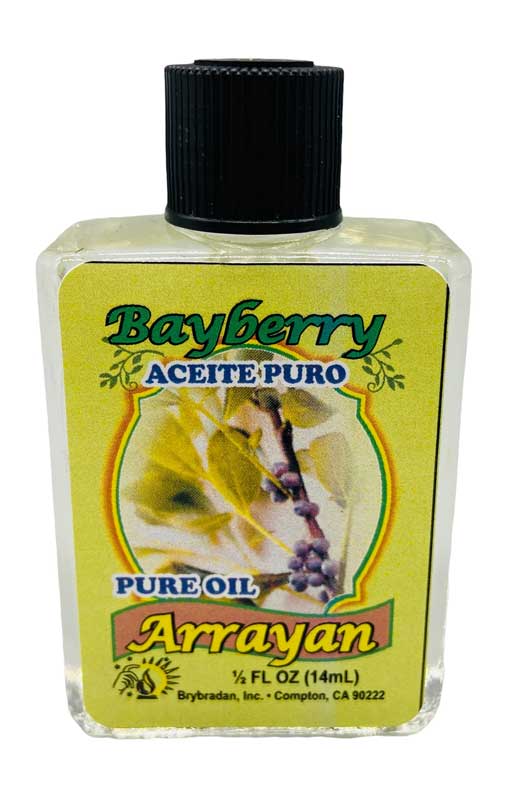 Bayberry
ACEITE PURO
PURE OIL
Arrayan
½ FL OZ (14mL)
Brybradan, Inc. • Compton, CA 90222